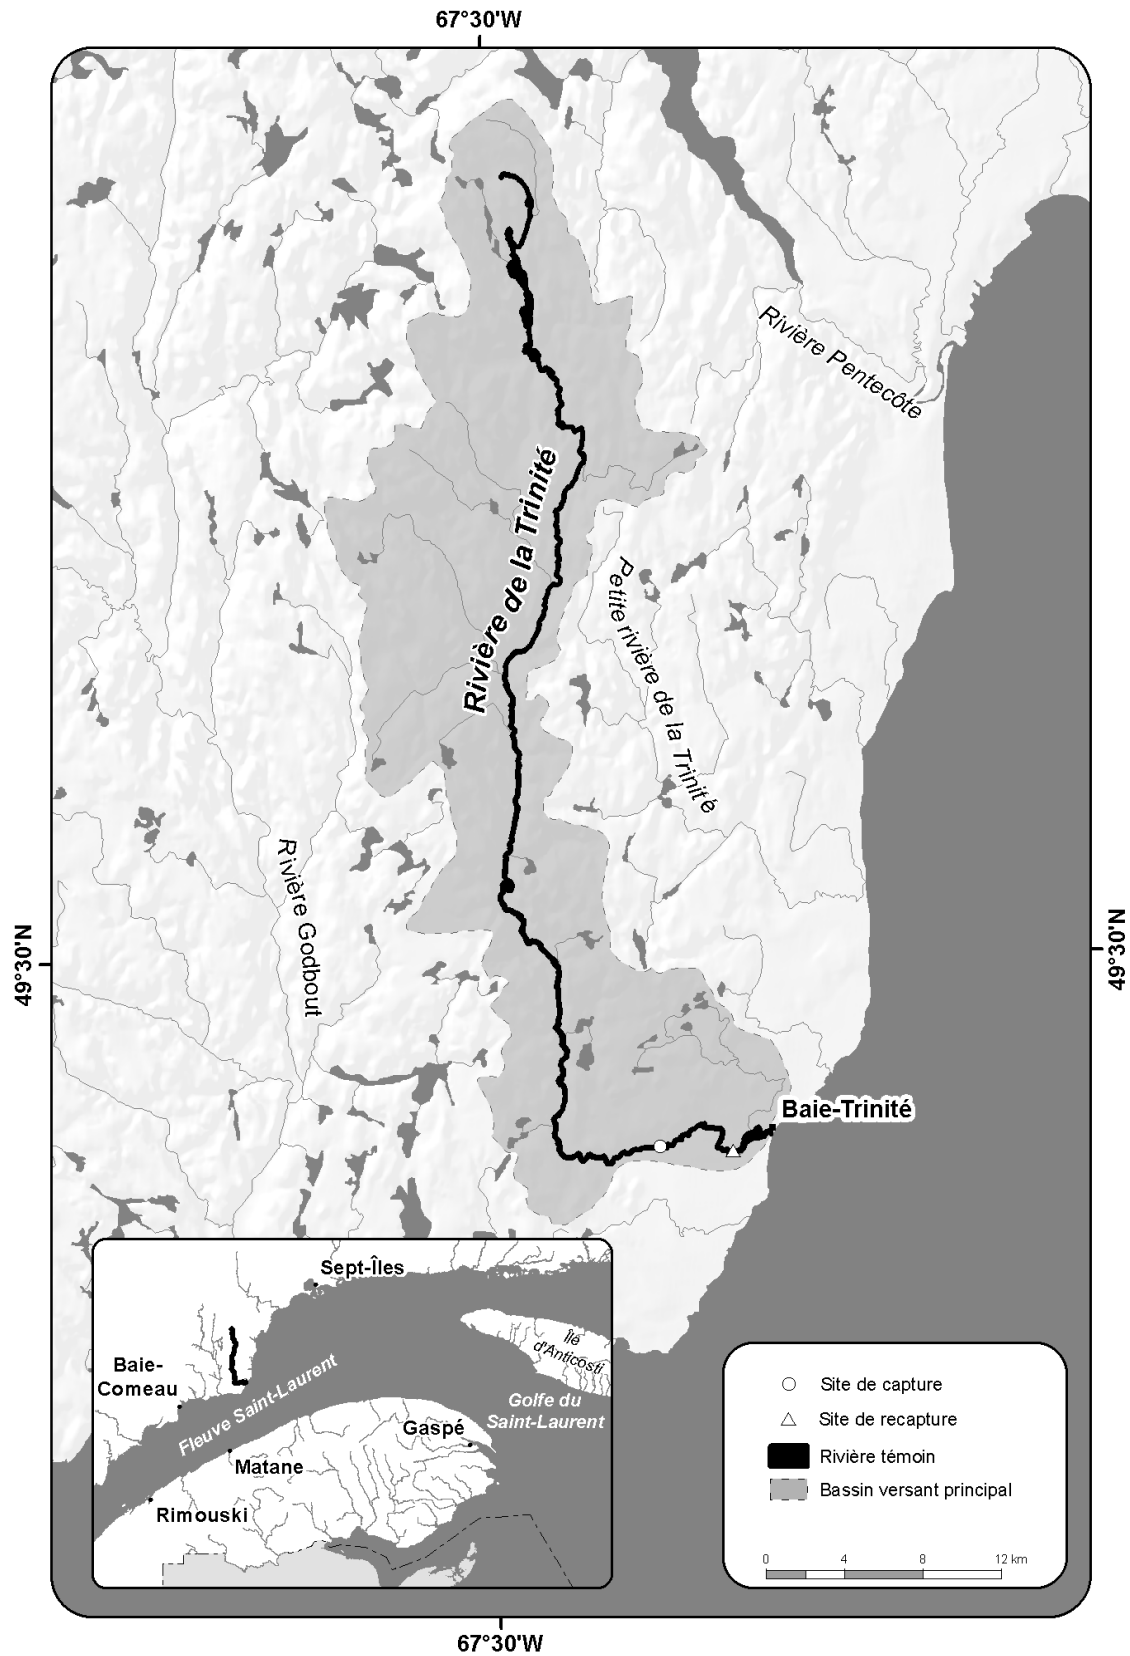 67°30'W
Rivière Pentecôte
Rivière de la Trinité
Petite rivière de la Trinité
Rivière Godbout
49°30'N
49°30'N
Baie-Trinité
Sept-Îles
Île
d'Anticosti
Baie-
Comeau
Fleuve Saint-Laurent
Golfe du
Saint-Laurent
Gaspé
Matane
Rimouski
Site de capture
Site de recapture
Rivière témoin
Bassin versant principal
0 4 8 12 km
67°30'W